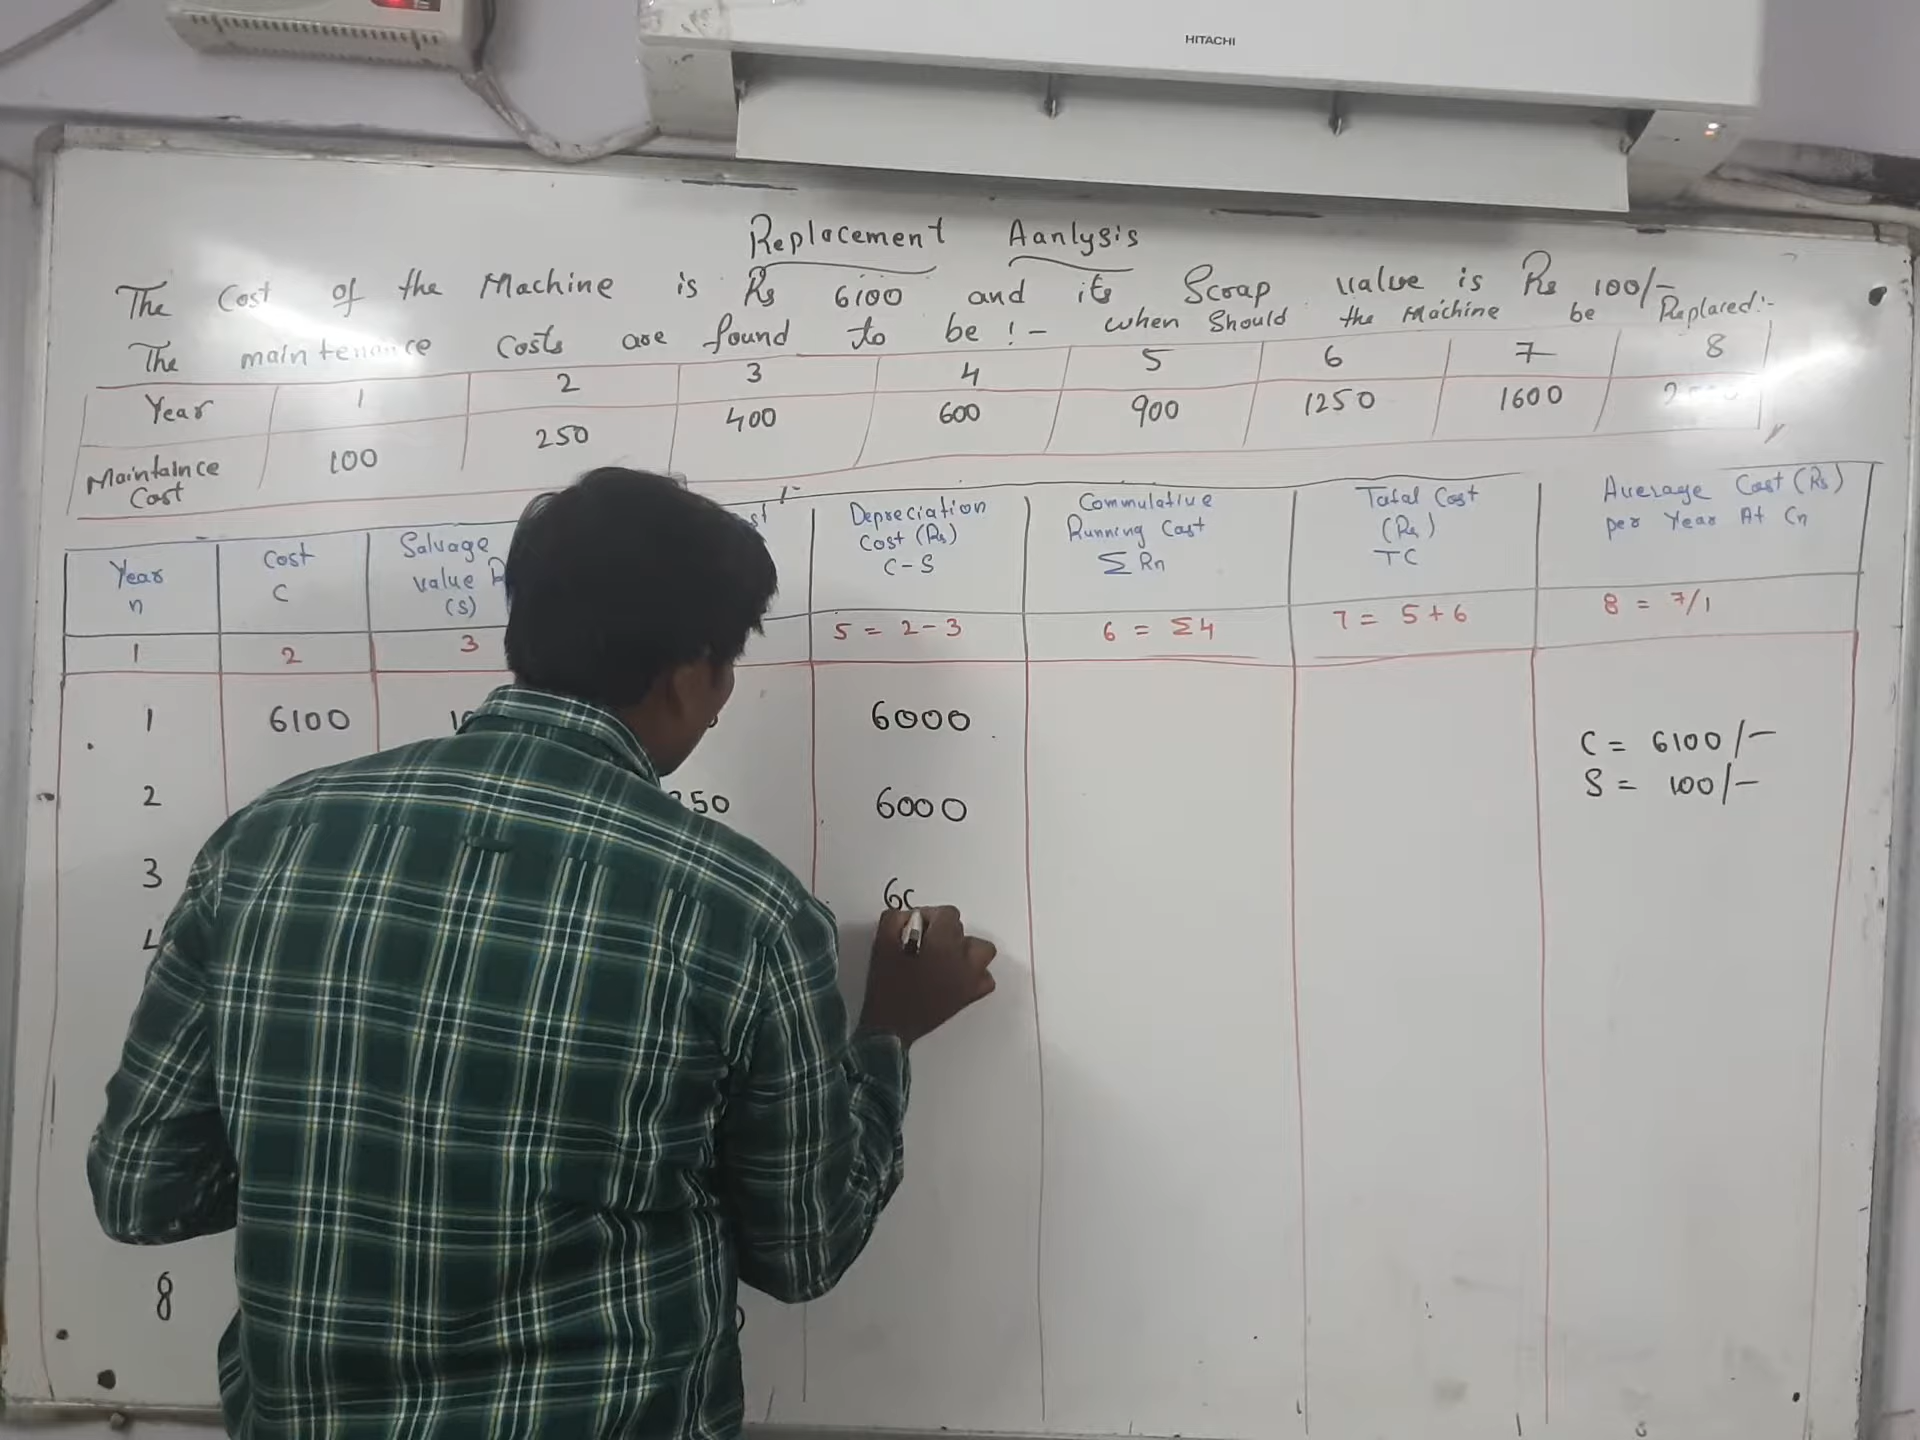 HITACHI
Replacement Aanlysis
The Cost of the Machine is Rs 6100 and its Scrap value is Rs 100/-
The maintenance Costs are found to be :- when Should the Machine be Replaced:-
Year 1 2 3 4 5 6 7 8
Maintaince Cost 100 250 400 600 900 1250 1600
Year n
Cost C
Salvage value (S)
Depreciation Cost (Rs) C-S
Commulative Running Cost ΣRn
Total Cost (Rs) TC
Average Cost (Rs) per Year At Cn
1 2 3 5 = 2-3 6 = Σ4 7 = 5+6 8 = 7/1
1 6100 6000
2 6000
3
4
8
C = 6100/-
S = 100/-